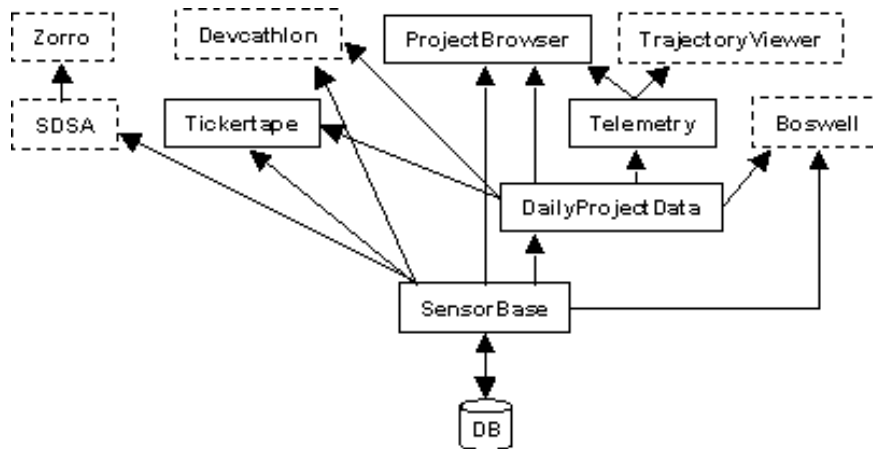 Zorro
Devcathlon
ProjectBrowser
TrajectoryViewer
SDSA
Tickertape
Telemetry
Boswell
DailyProjectData
SensorBase
DB